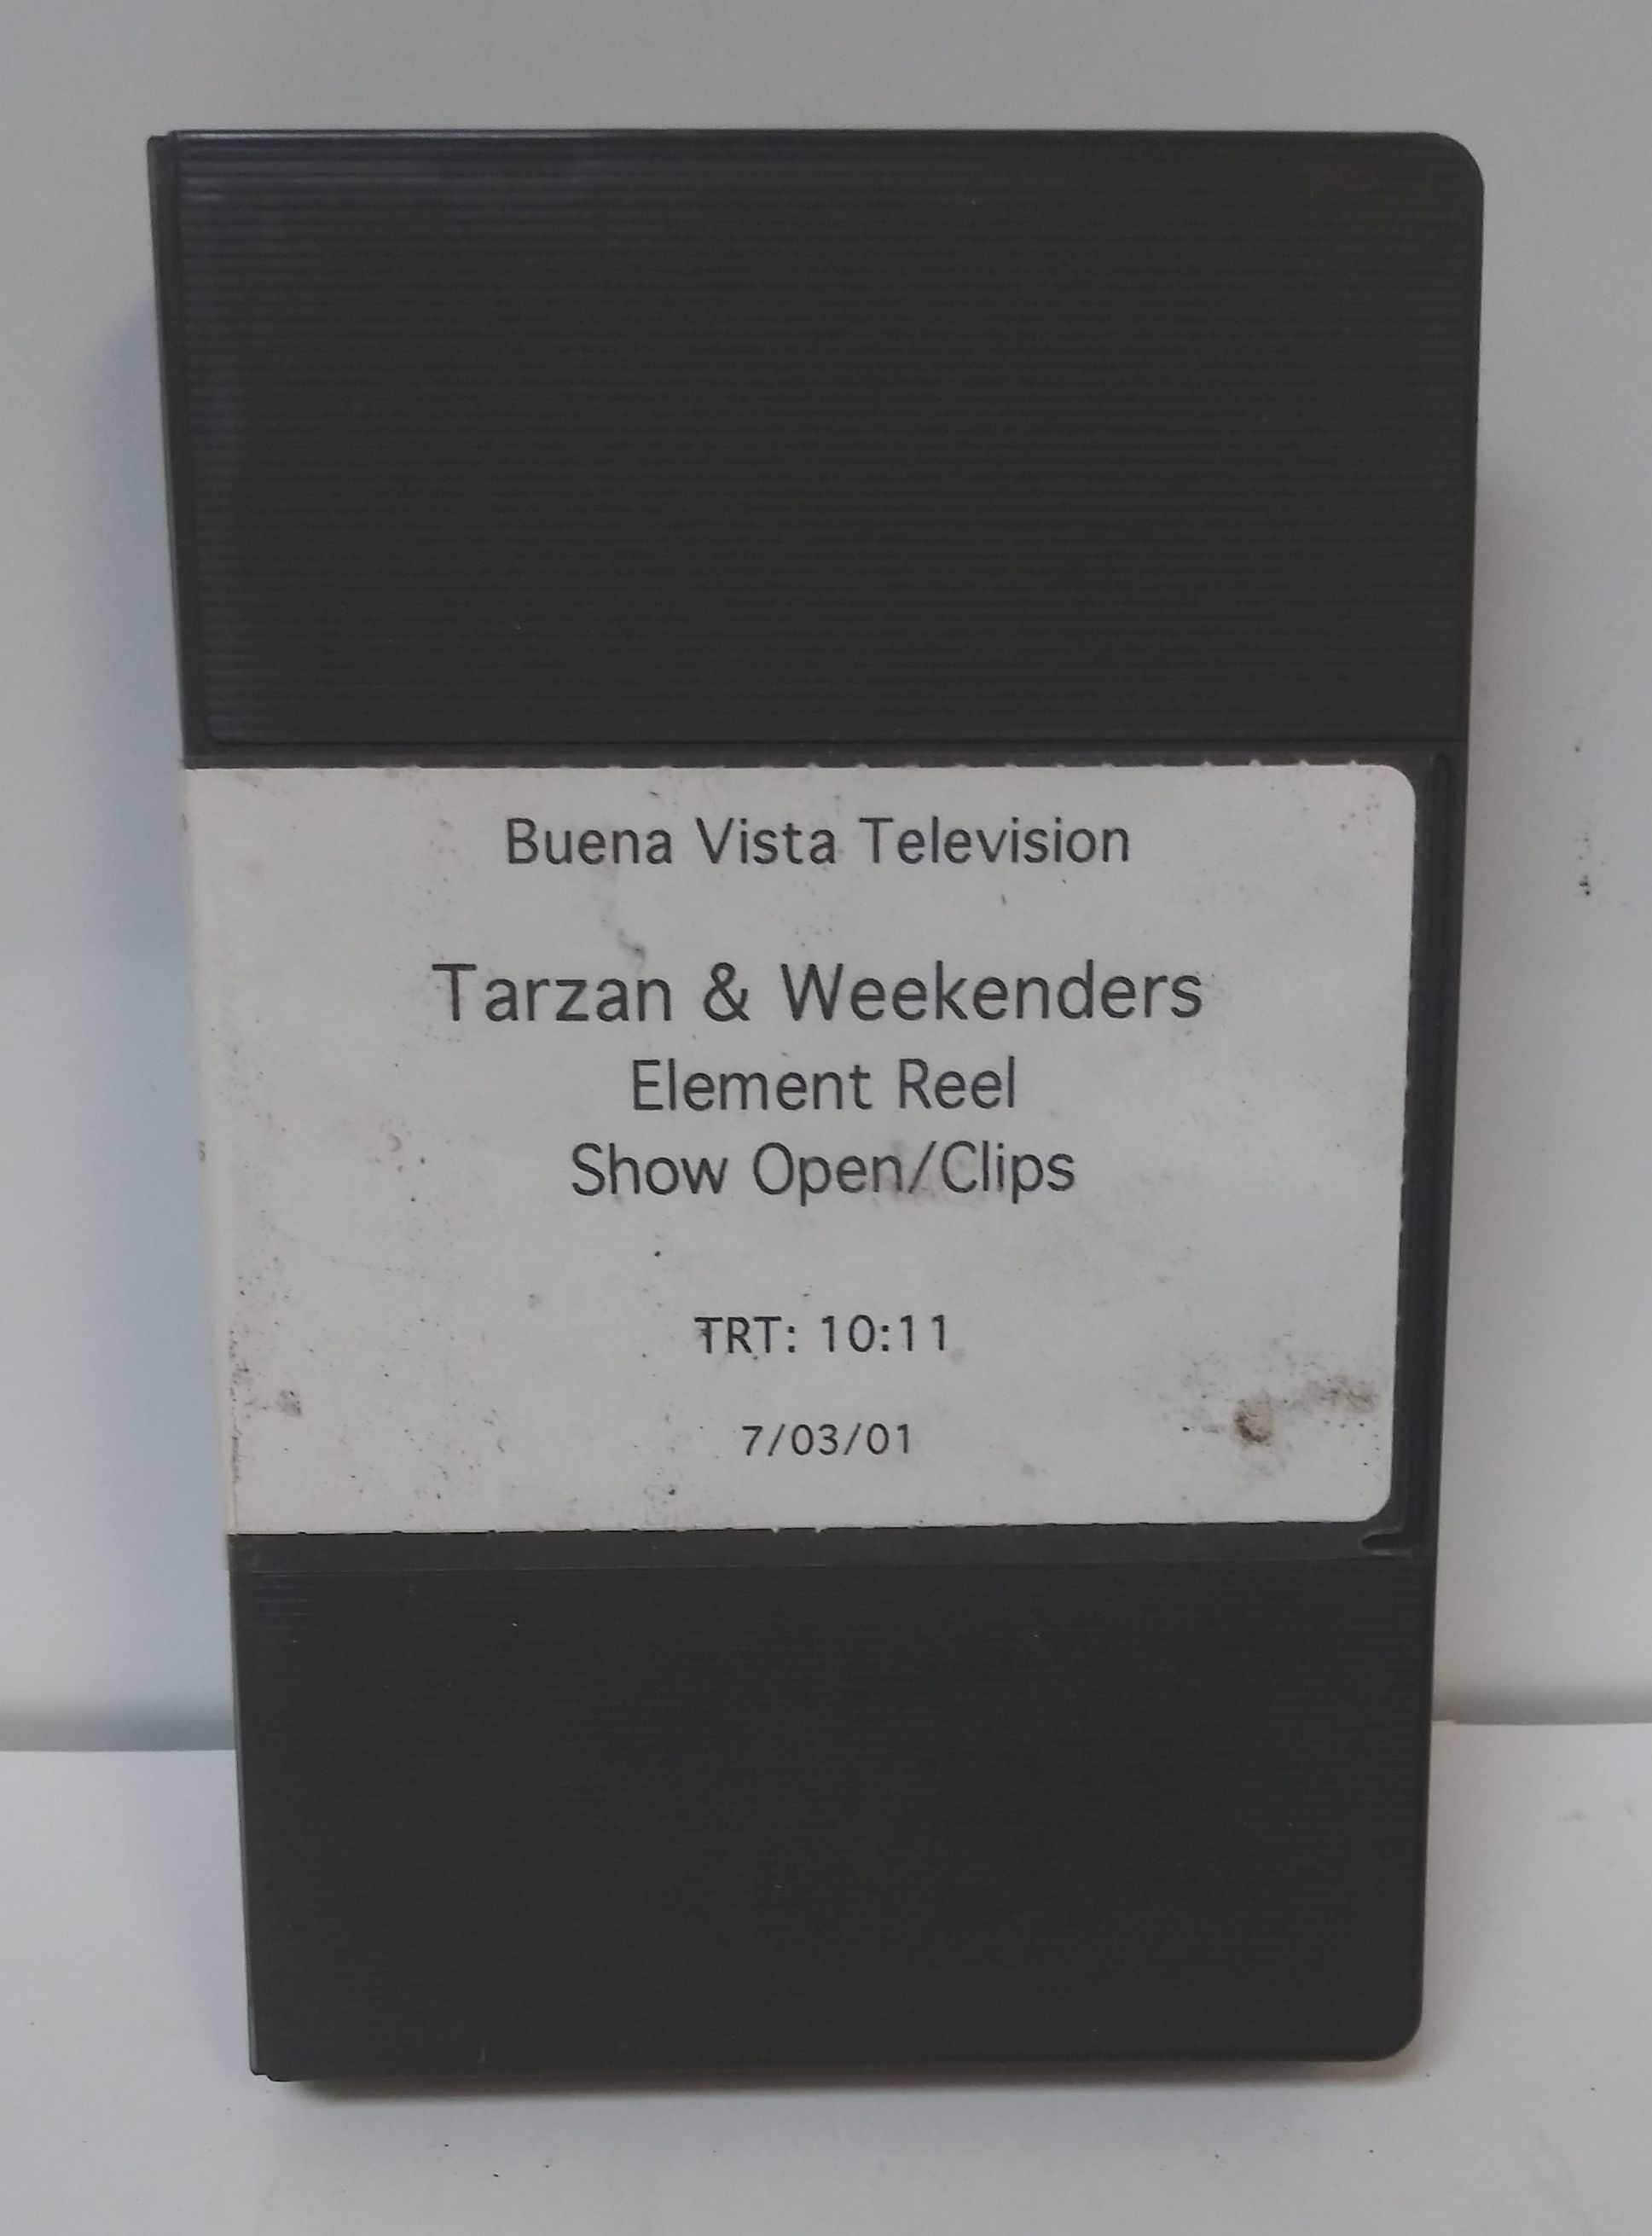 Buena Vista Television
Tarzan & Weekenders
Element Reel
Show Open/Clips
TRT: 10:11
7/03/01